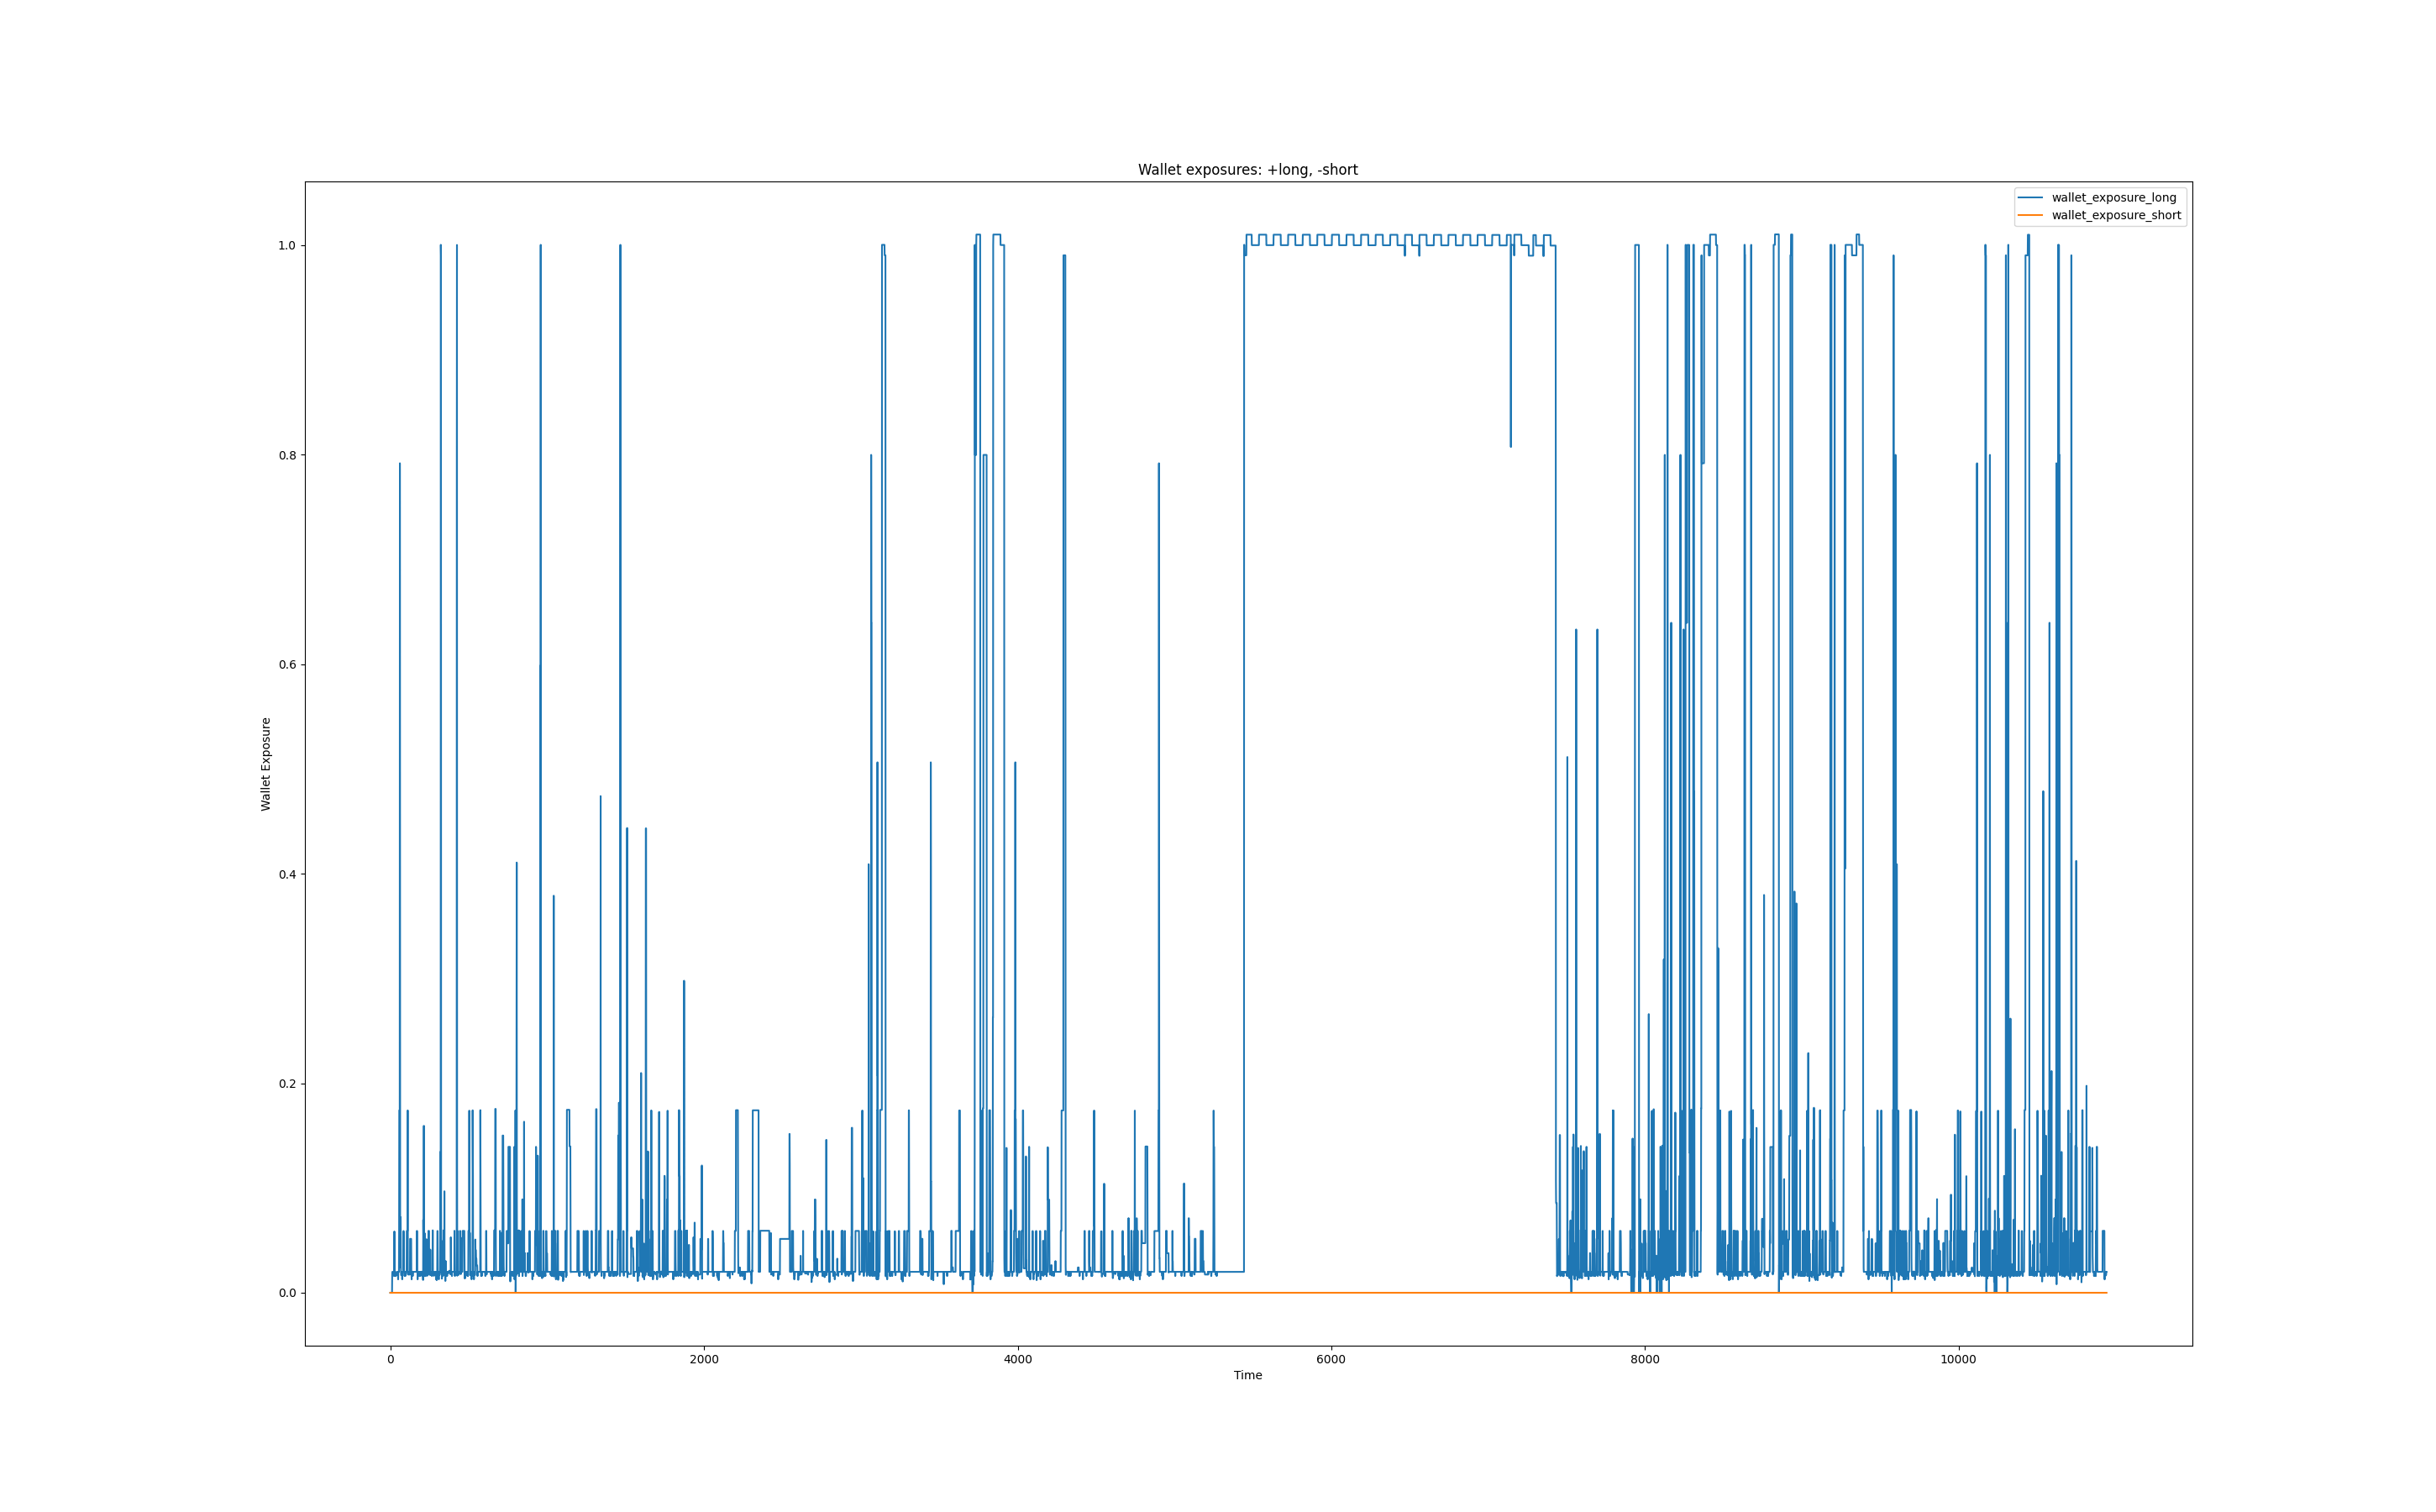 Wallet exposures: +long, -short
wallet_exposure_long
wallet_exposure_short
1.0
0.8
0.6
0.4
0.2
0.0
Wallet Exposure
0 2000 4000 6000 8000 10000
Time